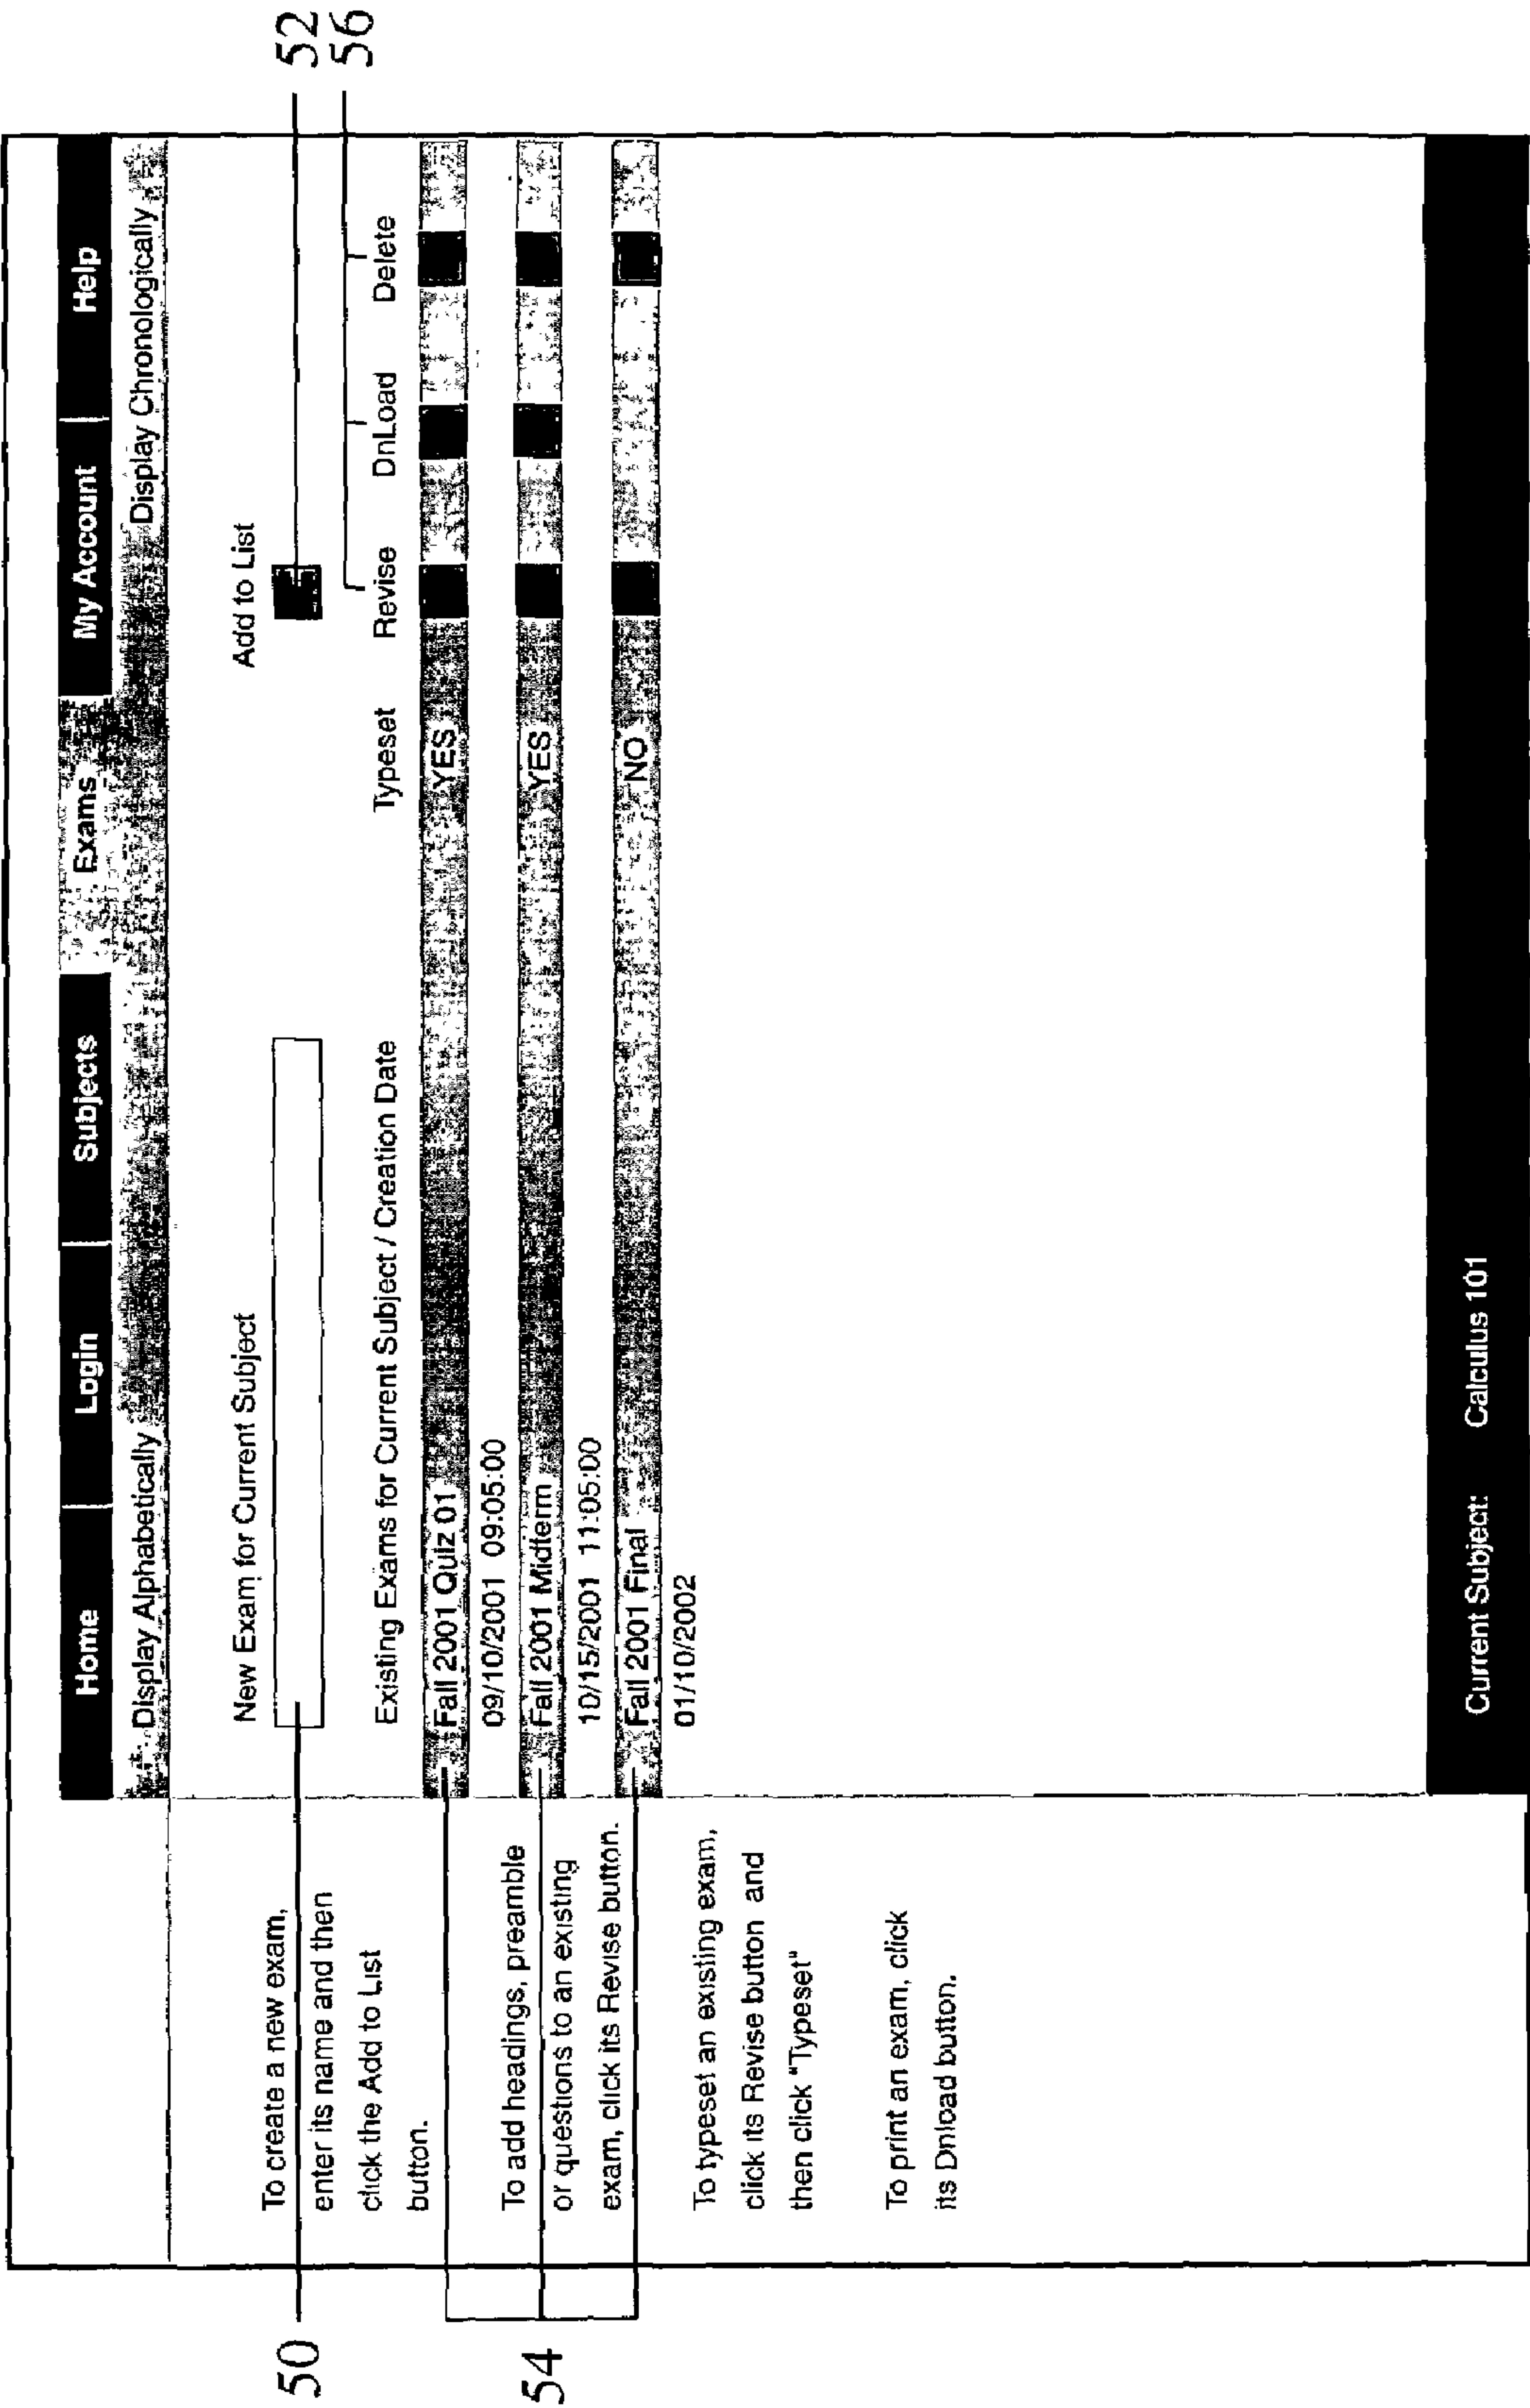 Home Login Subjects Exams My Account Help
Display Alphabetically Display Chronologically
To create a new exam,
enter its name and then
click the Add to List
button.
To add headings, preamble
or questions to an existing
exam, click its Revise button.
To typeset an existing exam,
click its Revise button and
then click "Typeset"
To print an exam, click
its Dnload button.
New Exam for Current Subject Add to List
Existing Exams for Current Subject / Creation Date Typeset Revise DnLoad Delete
Fall 2001 Quiz 01 YES
09/10/2001 09:05:00
Fall 2001 Midterm YES
10/15/2001 11:05:00
Fall 2001 Final NO
01/10/2002
Current Subject: Calculus 101
50
54
52
56